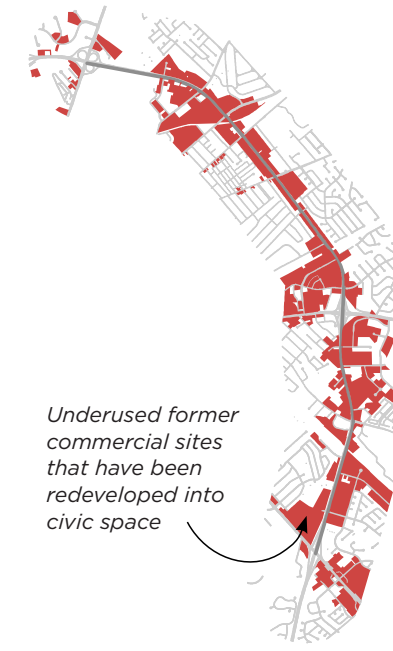 Underused former
commercial sites
that have been
redeveloped into
civic space